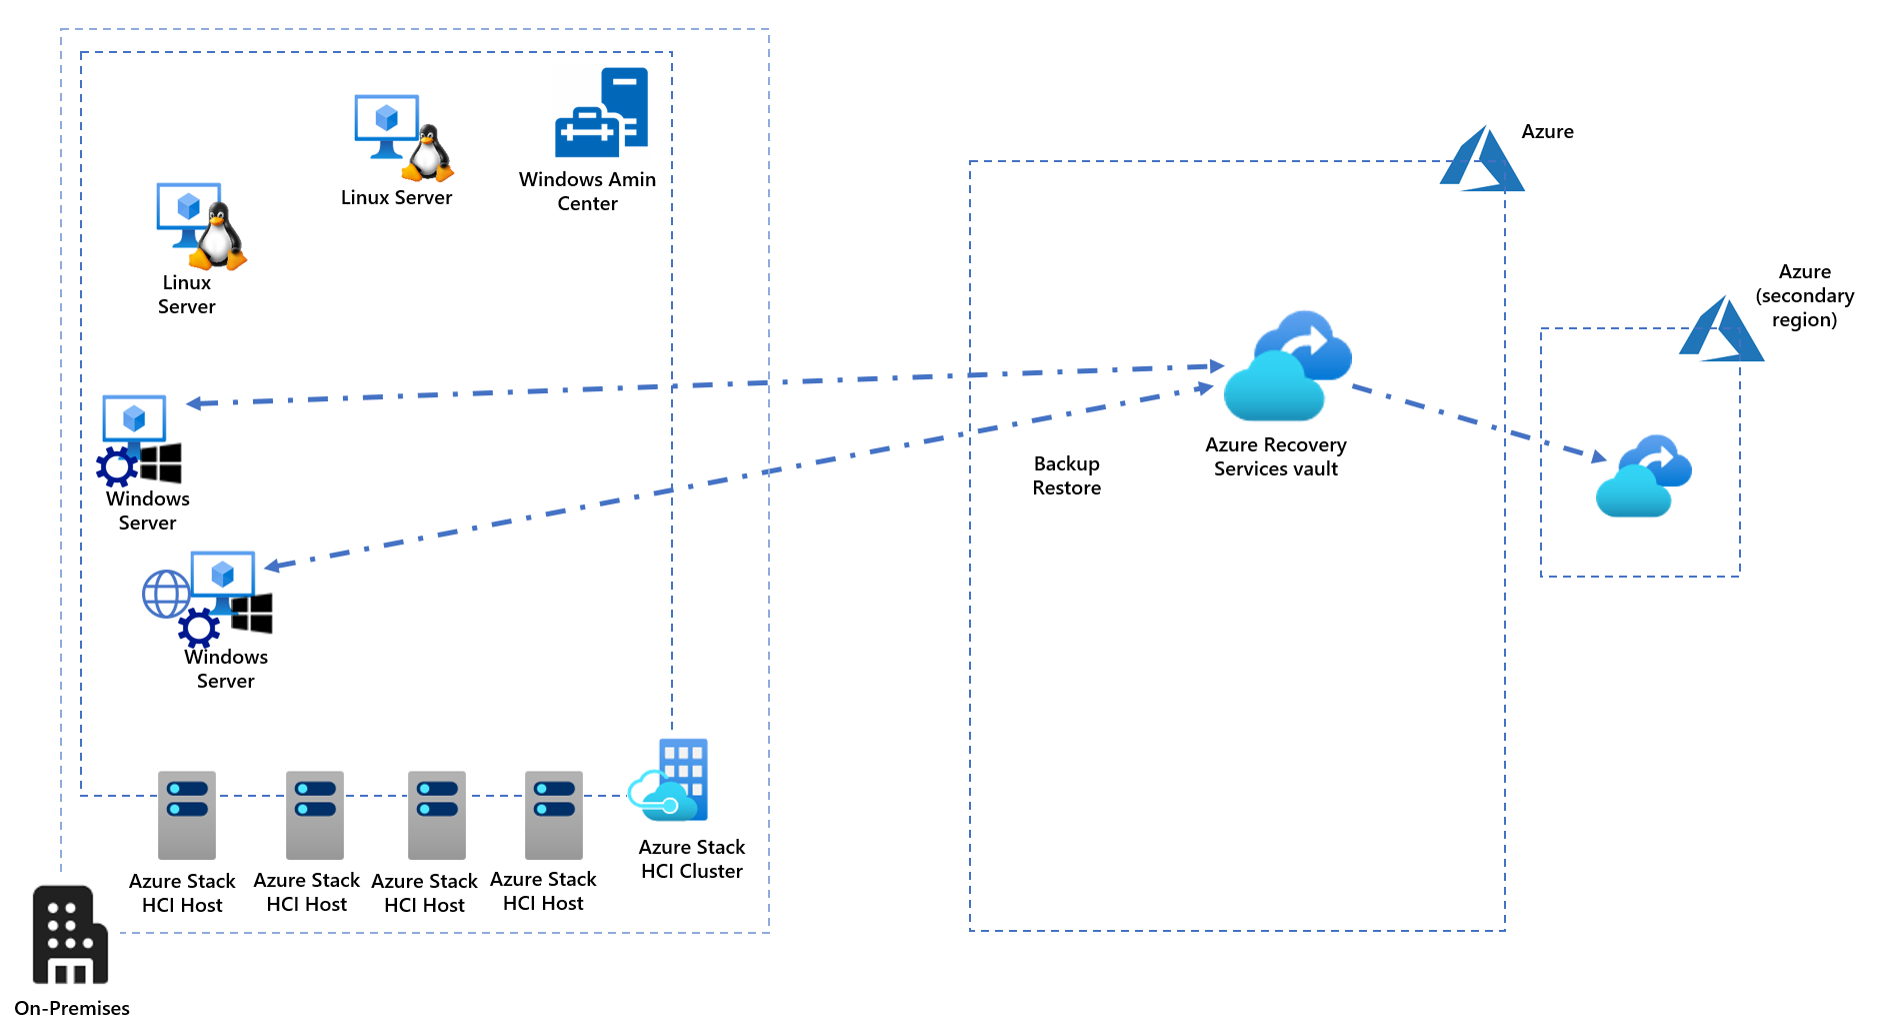 Azure
Linux Server
Windows Amin
Center
Linux
Server
Azure
(secondary
region)
Azure Recovery
Services vault
Backup
Restore
Windows
Server
Windows
Server
Azure Stack
HCI Cluster
Azure Stack
HCI Host
Azure Stack
HCI Host
Azure Stack
HCI Host
Azure Stack
HCI Host
On-Premises